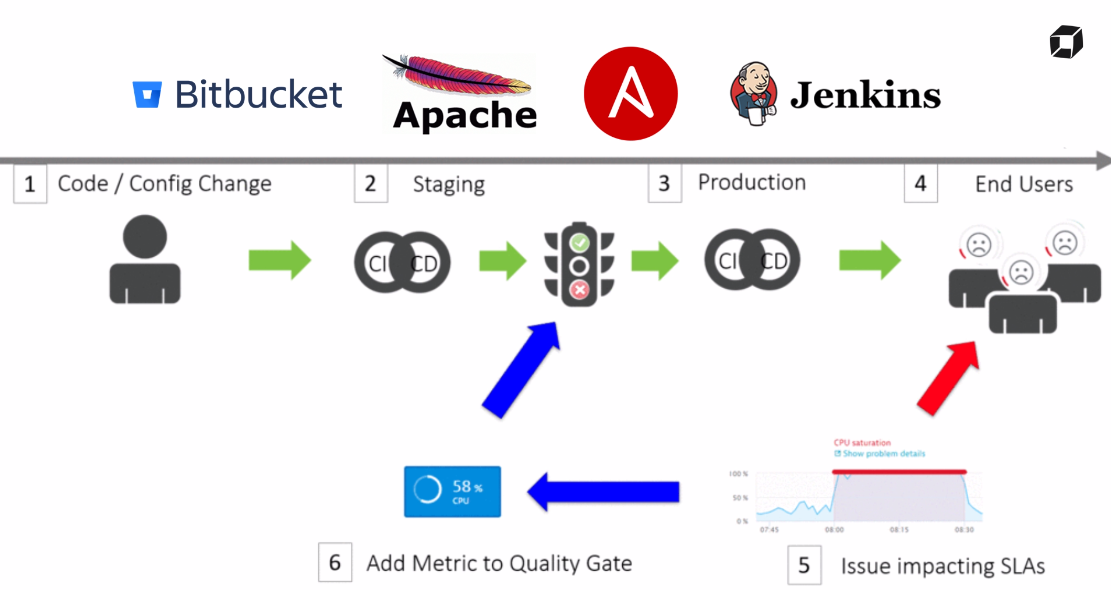 Bitbucket
Apache
Jenkins
1 Code / Config Change
2 Staging
3 Production
4 End Users
CI CD
CI CD
CPU saturation
Show problem details
100 %
50 %
0 %
07:45 08:00 08:15 08:30
58 %
CPU
6 Add Metric to Quality Gate
5 Issue impacting SLAs